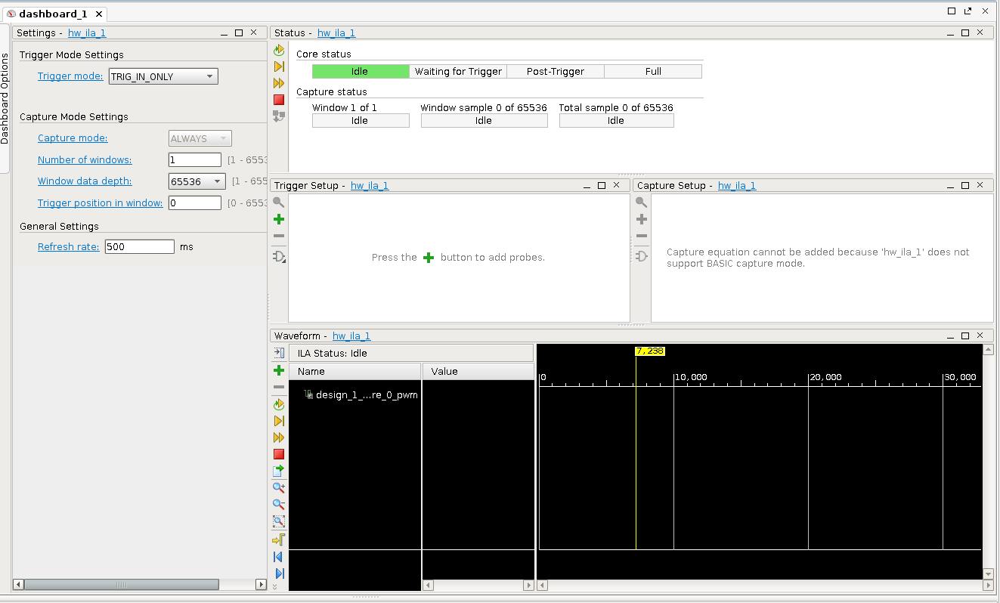 dashboard_1
Dashboard Options
Settings - hw_ila_1
Trigger Mode Settings
Trigger mode: TRIG_IN_ONLY
Capture Mode Settings
Capture mode: ALWAYS
Number of windows: 1 [1 - 6553
Window data depth: 65536 [1 - 655
Trigger position in window: 0 [0 - 6553
General Settings
Refresh rate: 500 ms
Status - hw_ila_1
Core status
Idle Waiting for Trigger Post-Trigger Full
Capture status
Window 1 of 1 Window sample 0 of 65536 Total sample 0 of 65536
Idle Idle Idle
Trigger Setup - hw_ila_1
Press the button to add probes.
Capture Setup - hw_ila_1
Capture equation cannot be added because 'hw_ila_1' does not
support BASIC capture mode.
Waveform - hw_ila_1
ILA Status: Idle
Name Value
design_1_...re_0_pwm
7,238
0 10,000 20,000 30,000